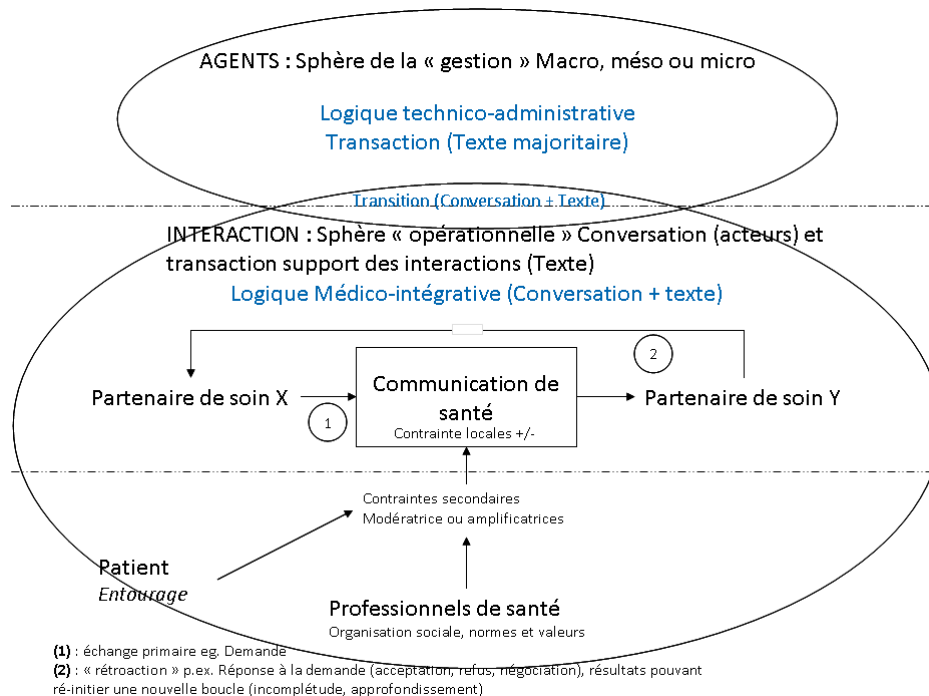 AGENTS : Sphère de la « gestion » Macro, méso ou micro
Logique technico-administrative
Transaction (Texte majoritaire)
Transition (Conversation + Texte)
INTERACTION : Sphère « opérationnelle » Conversation (acteurs) et
transaction support des interactions (Texte)
Logique Médico-intégrative (Conversation + texte)
2
Partenaire de soin X
1
Communication de
santé
Contrainte locales +/-
Partenaire de soin Y
Contraintes secondaires
Modératrice ou amplificatrices
Patient
Entourage
Professionnels de santé
Organisation sociale, normes et valeurs
(1) : échange primaire eg. Demande
(2) : « rétroaction » p.ex. Réponse à la demande (acceptation, refus, négociation), résultats pouvant
ré-initier une nouvelle boucle (incomplétude, approfondissement)